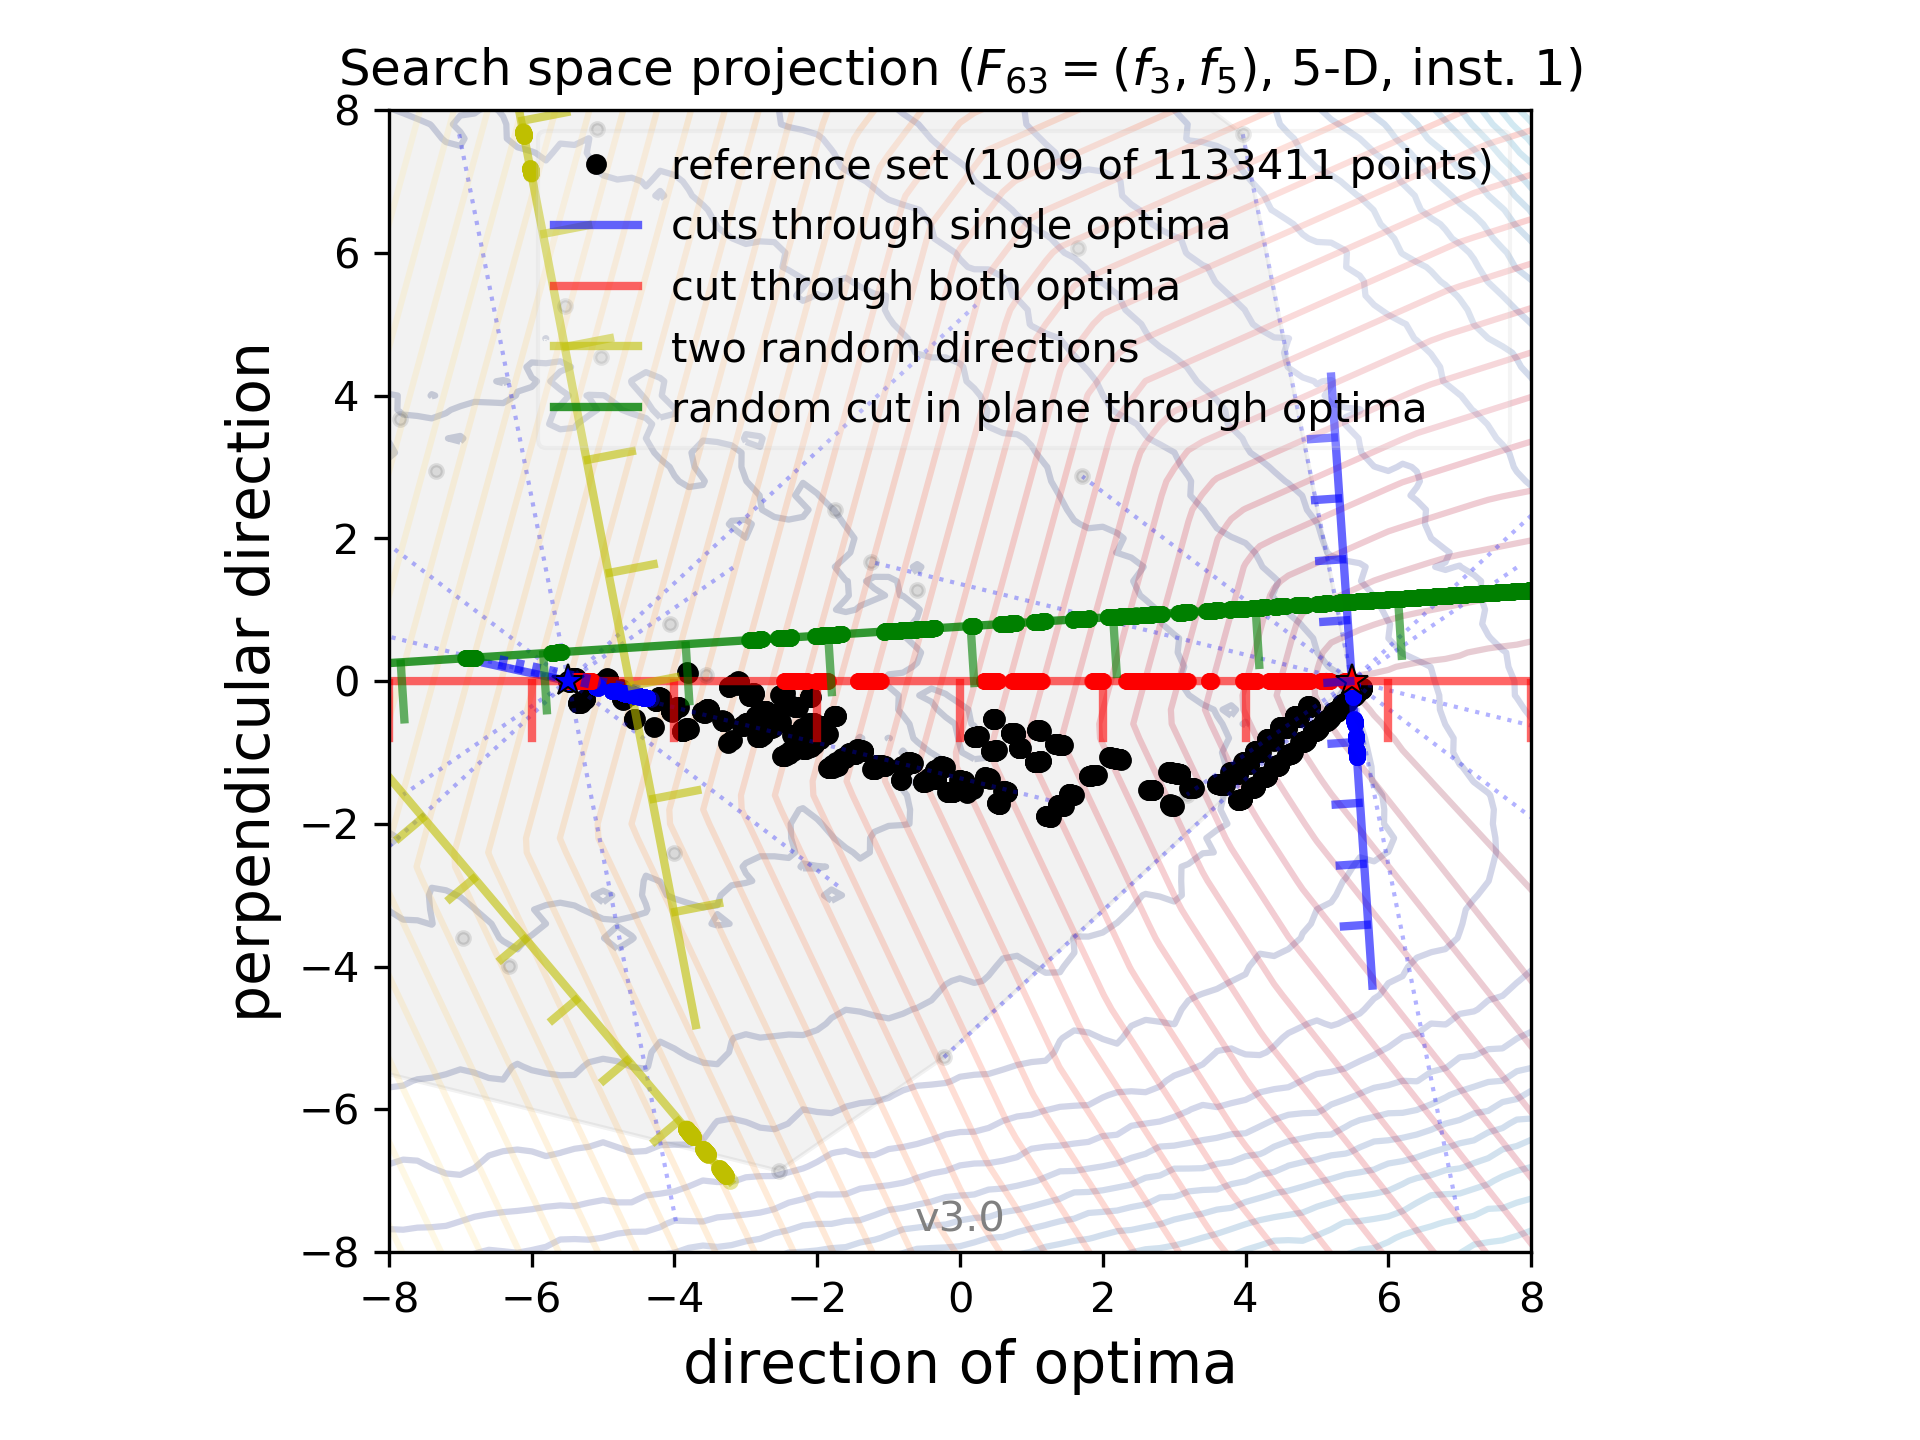 Search space projection (F63 = (f3, f5), 5-D, inst. 1)
reference set (1009 of 1133411 points)
cuts through single optima
cut through both optima
two random directions
random cut in plane through optima
perpendicular direction
8
6
4
2
0
−2
−4
−6
−8
v3.0
−8 −6 −4 −2 0 2 4 6 8
direction of optima